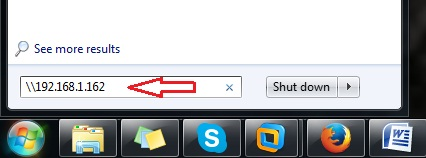 See more results
\\192.168.1.162
Shut down
S
W